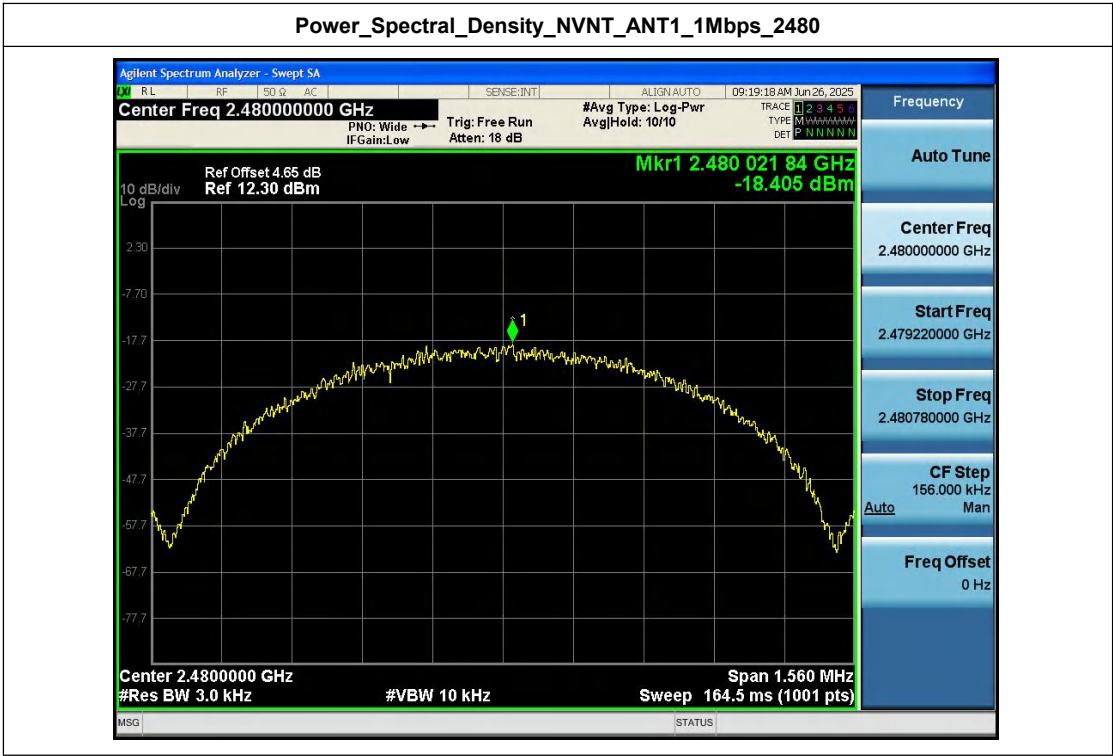 Power_Spectral_Density_NVNT_ANT1_1Mbps_2480
Agilent Spectrum Analyzer - Swept SA
LXI RL RF 50 Ω AC SENSE:INT ALIGN AUTO 09:19:18 AM Jun 26, 2025
Center Freq 2.480000000 GHz
PNO: Wide
IFGain:Low
Trig: Free Run
Atten: 18 dB
#Avg Type: Log-Pwr
Avg|Hold: 10/10
TRACE 1 2 3 4 5 6
TYPE M W W W W W
DET P N N N N N
Mkr1 2.480 021 84 GHz
-18.405 dBm
Ref Offset 4.65 dB
10 dB/div Ref 12.30 dBm
Log
2.30
-7.70
-17.7
-27.7
-37.7
-47.7
-57.7
-67.7
-77.7
1
Center 2.4800000 GHz Span 1.560 MHz
#Res BW 3.0 kHz #VBW 10 kHz Sweep 164.5 ms (1001 pts)
MSG STATUS
Frequency
Auto Tune
Center Freq
2.480000000 GHz
Start Freq
2.479220000 GHz
Stop Freq
2.480780000 GHz
CF Step
156.000 kHz
Auto Man
Freq Offset
0 Hz